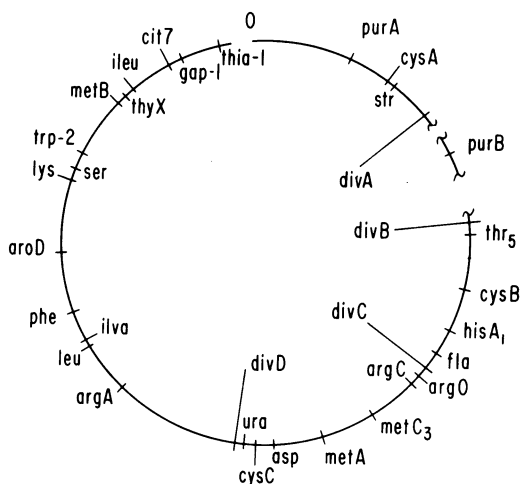 O
purA
cysA
str
divA
purB
divB
thr5
cysB
divC
hisA1
fla
argO
argC
metC3
metA
asp
cysC
ura
divD
argA
leu
ilva
phe
aroD
lys
ser
trp-2
metB
thyX
ileu
cit7
gap-1
thia-1